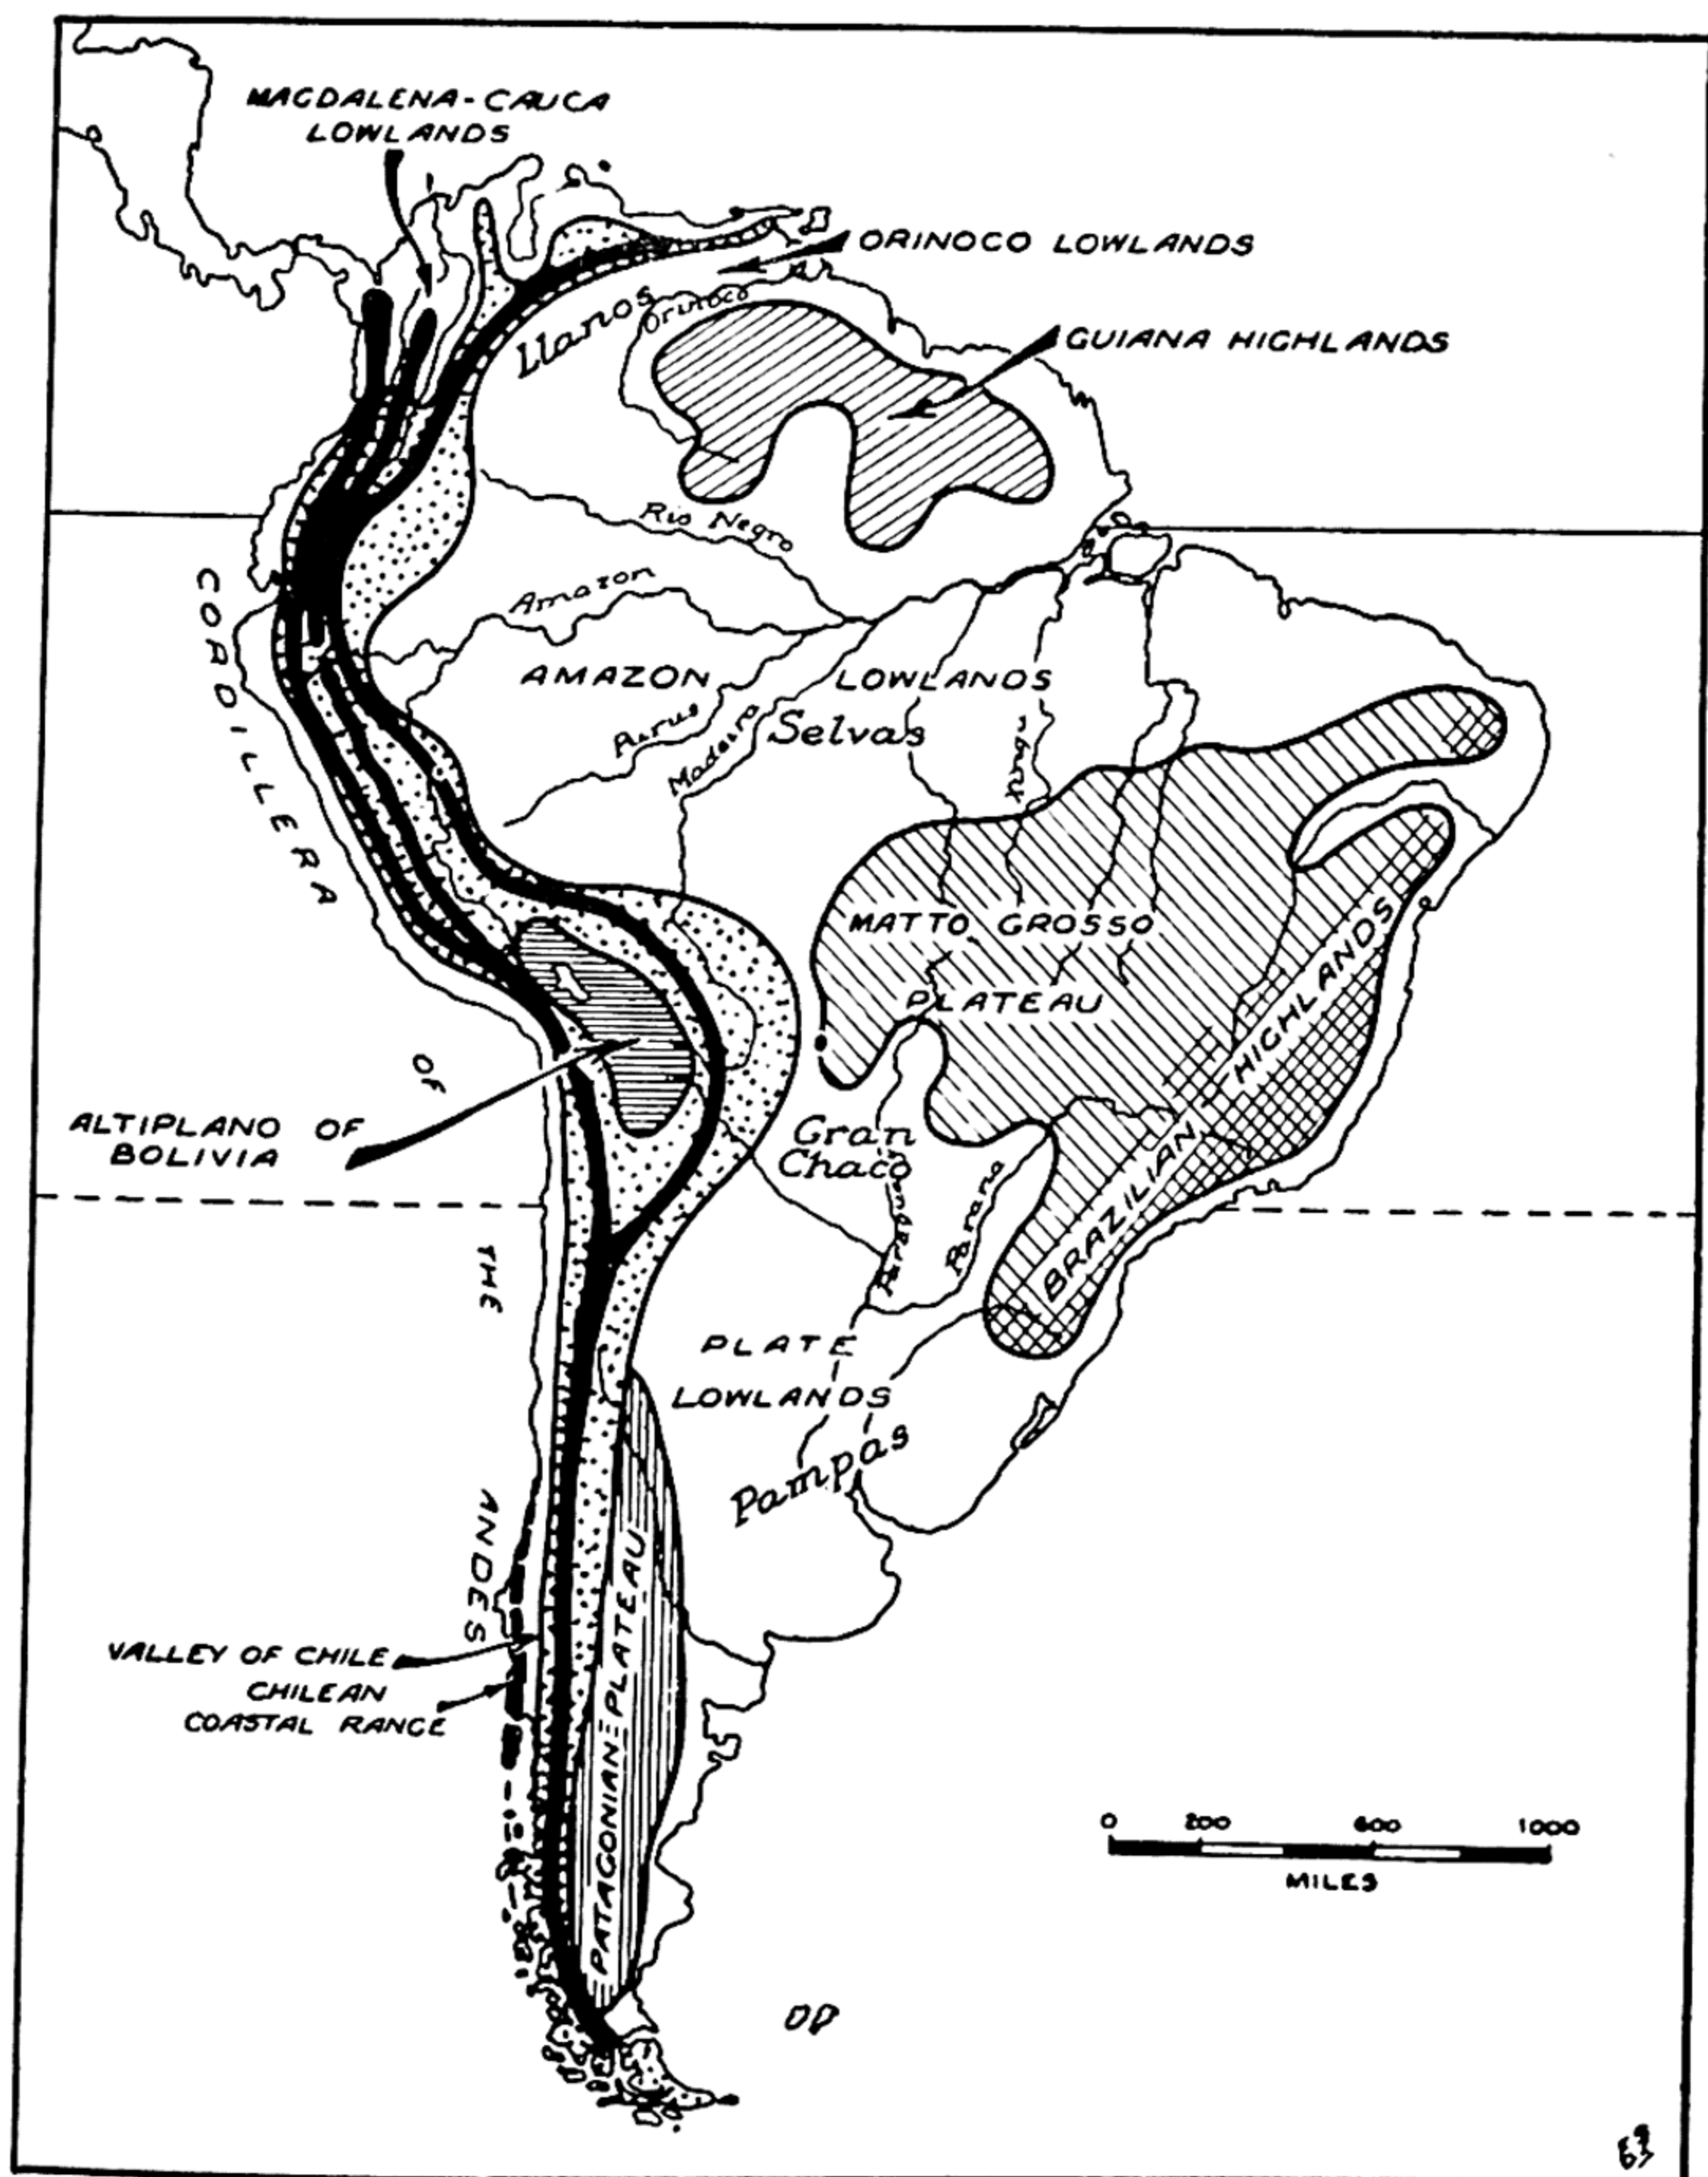 MAGDALENA-CAUCA
LOWLANDS
ORINOCO LOWLANDS
Llanos
Orinoco
GUIANA HIGHLANDS
Rio Negro
CORDILLERA
Amazon
AMAZON LOWLANDS
Purus
Madeira
Selvas
Xingu
MATTO GROSSO
PLATEAU
BRAZILIAN HIGHLANDS
OF
ALTIPLANO OF
BOLIVIA
Gran
Chaco
Paraguay
Parana
THE
PLATE
LOWLANDS
Pampas
ANDES
PATAGONIAN PLATEAU
VALLEY OF CHILE
CHILEAN
COASTAL RANGE
0 200 600 1000
MILES